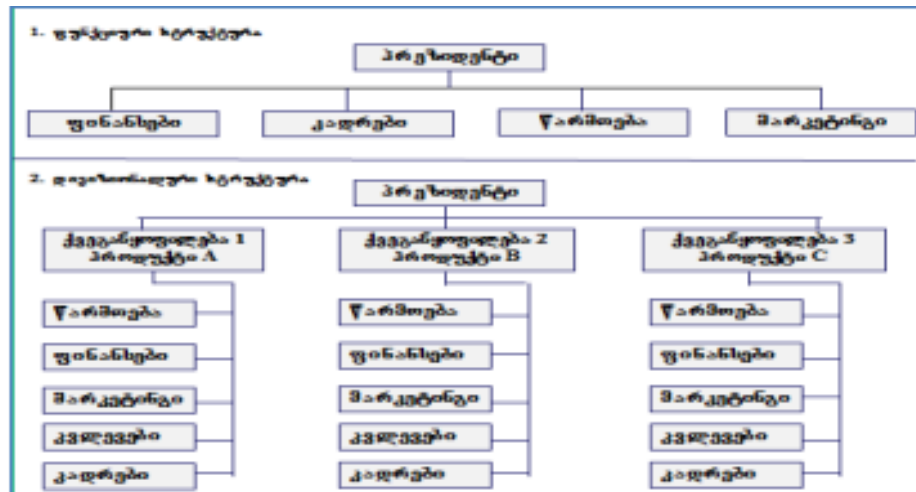 1. ფუნქციური სტრუქტურა
პრეზიდენტი
ფინანსები
კადრები
წარმოება
მარკეტინგი
2. დივიზიონალური სტრუქტურა
პრეზიდენტი
ქვეგანყოფილება 1
პროდუქტი A
ქვეგანყოფილება 2
პროდუქტი B
ქვეგანყოფილება 3
პროდუქტი C
წარმოება
ფინანსები
მარკეტინგი
კვლევები
კადრები
წარმოება
ფინანსები
მარკეტინგი
კვლევები
კადრები
წარმოება
ფინანსები
მარკეტინგი
კვლევები
კადრები